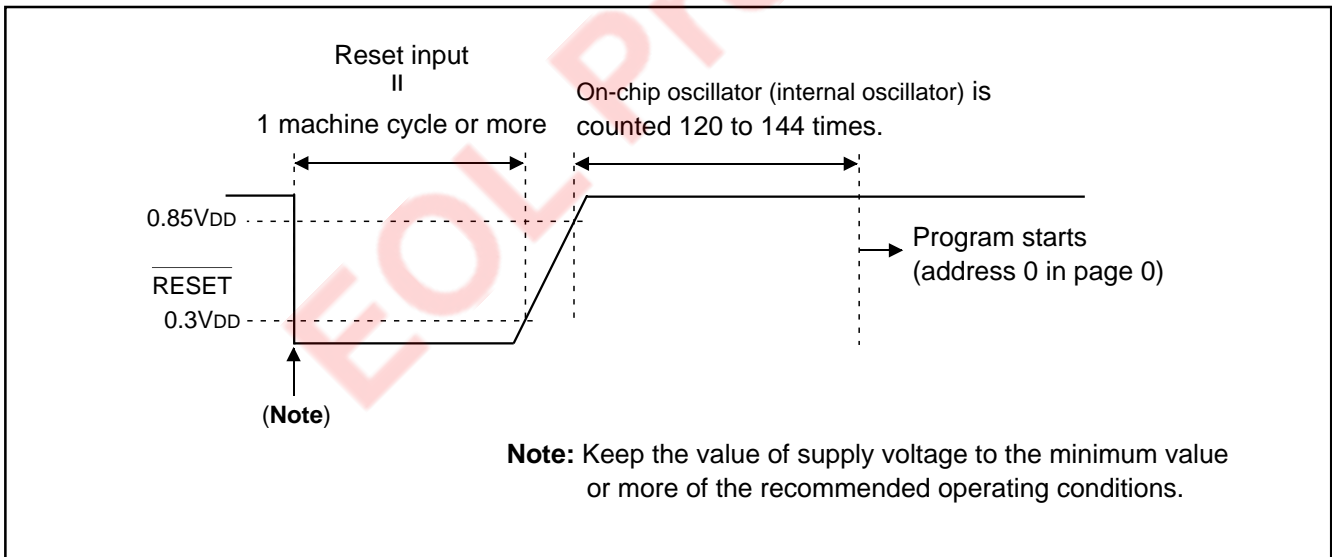 EOL Pr
Reset input
=
1 machine cycle or more
On-chip oscillator (internal oscillator) is
counted 120 to 144 times.
0.85VDD
RESET
0.3VDD
Program starts
(address 0 in page 0)
(Note)
Note: Keep the value of supply voltage to the minimum value
or more of the recommended operating conditions.